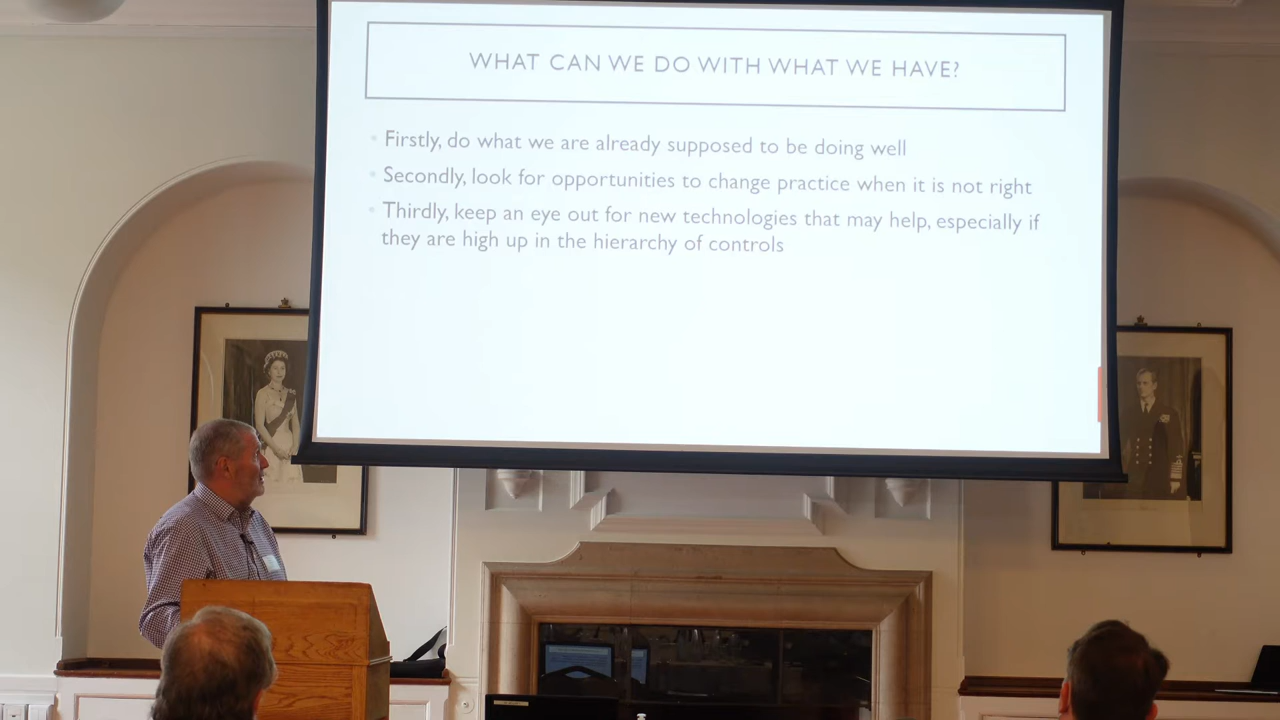 WHAT CAN WE DO WITH WHAT WE HAVE?
Firstly, do what we are already supposed to be doing well
Secondly, look for opportunities to change practice when it is not right
Thirdly, keep an eye out for new technologies that may help, especially if
they are high up in the hierarchy of controls